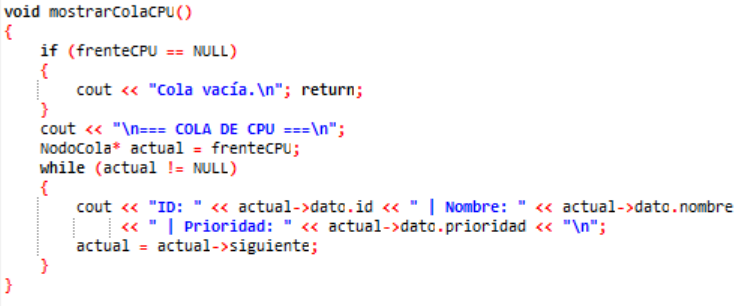 void mostrarColaCPU()
{
    if (frenteCPU == NULL)
    {
        cout << "Cola vacía.\n"; return;
    }
    cout << "\n=== COLA DE CPU ===\n";
    NodoCola* actual = frenteCPU;
    while (actual != NULL)
    {
        cout << "ID: " << actual->dato.id << " | Nombre: " << actual->dato.nombre
             << " | Prioridad: " << actual->dato.prioridad << "\n";
        actual = actual->siguiente;
    }
}